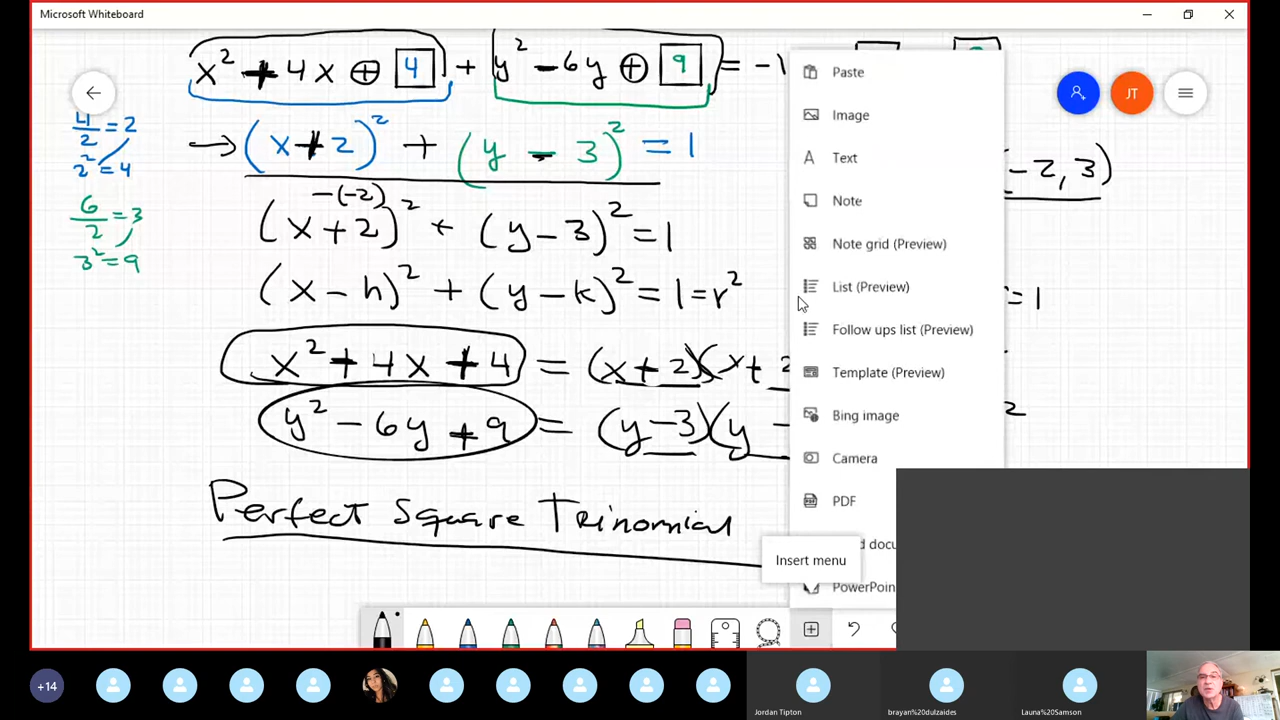 Microsoft Whiteboard
x² + 4x ⊕ 4 + y² - 6y ⊕ 9 = -1
4/2 = 2
2² = 4
6/2 = 3
3² = 9
→ (x + 2)² + (y - 3)² = 1
-(-2)
(x + 2)² + (y - 3)² = 1
(x - h)² + (y - k)² = 1 = r²
x² + 4x + 4 = (x + 2)(x + 2
y² - 6y + 9 = (y - 3)(y -
Perfect Square Trinomial
(-2, 3)
= 1
2
JT
Paste
Image
Text
Note
Note grid (Preview)
List (Preview)
Follow ups list (Preview)
Template (Preview)
Bing image
Camera
PDF
d docu
PowerPoin
Insert menu
+14
Jordan Tipton
brayan%20dulzaides
Launa%20Samson